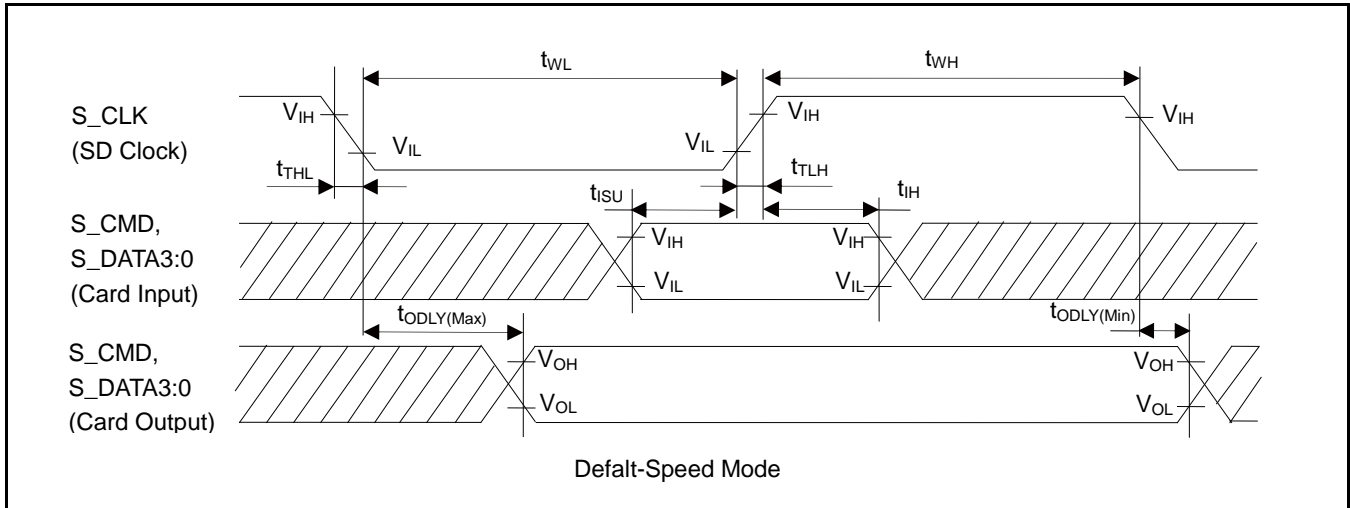 tWL
tWH
S_CLK
(SD Clock)
VIH
VIL
VIL
VIH
VIH
tTHL
tTLH
tISU
tIH
S_CMD,
S_DATA3:0
(Card Input)
VIH
VIL
VIH
VIL
tODLY(Max)
tODLY(Min)
S_CMD,
S_DATA3:0
(Card Output)
VOH
VOL
VOH
VOL
Defalt-Speed Mode